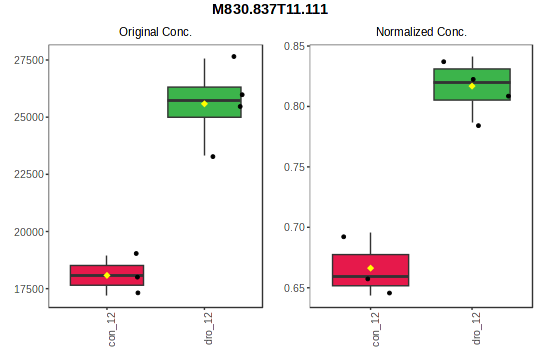 M830.837T11.111
Original Conc.
Normalized Conc.
27500
25000
22500
20000
17500
con_12
dro_12
0.85
0.80
0.75
0.70
0.65
con_12
dro_12